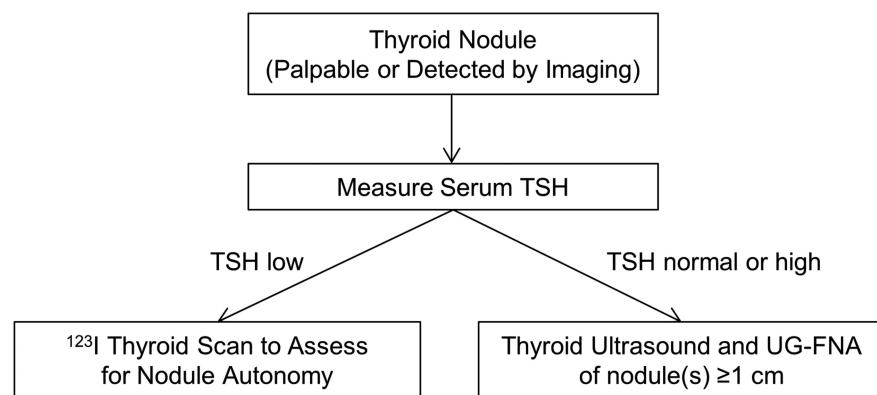 Thyroid Nodule
(Palpable or Detected by Imaging)
Measure Serum TSH
TSH low
TSH normal or high
¹²³I Thyroid Scan to Assess
for Nodule Autonomy
Thyroid Ultrasound and UG-FNA
of nodule(s) ≥1 cm